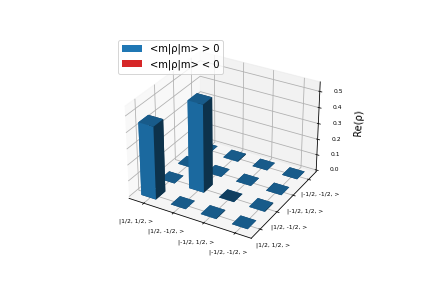 <m|ρ|m> > 0
<m|ρ|m> < 0
0.5
0.4
0.3
0.2
0.1
0.0
Re(ρ)
|-1/2, -1/2, >
|-1/2, 1/2, >
|1/2, -1/2, >
|1/2, 1/2, >
|1/2, 1/2, >
|1/2, -1/2, >
|-1/2, 1/2, >
|-1/2, -1/2, >